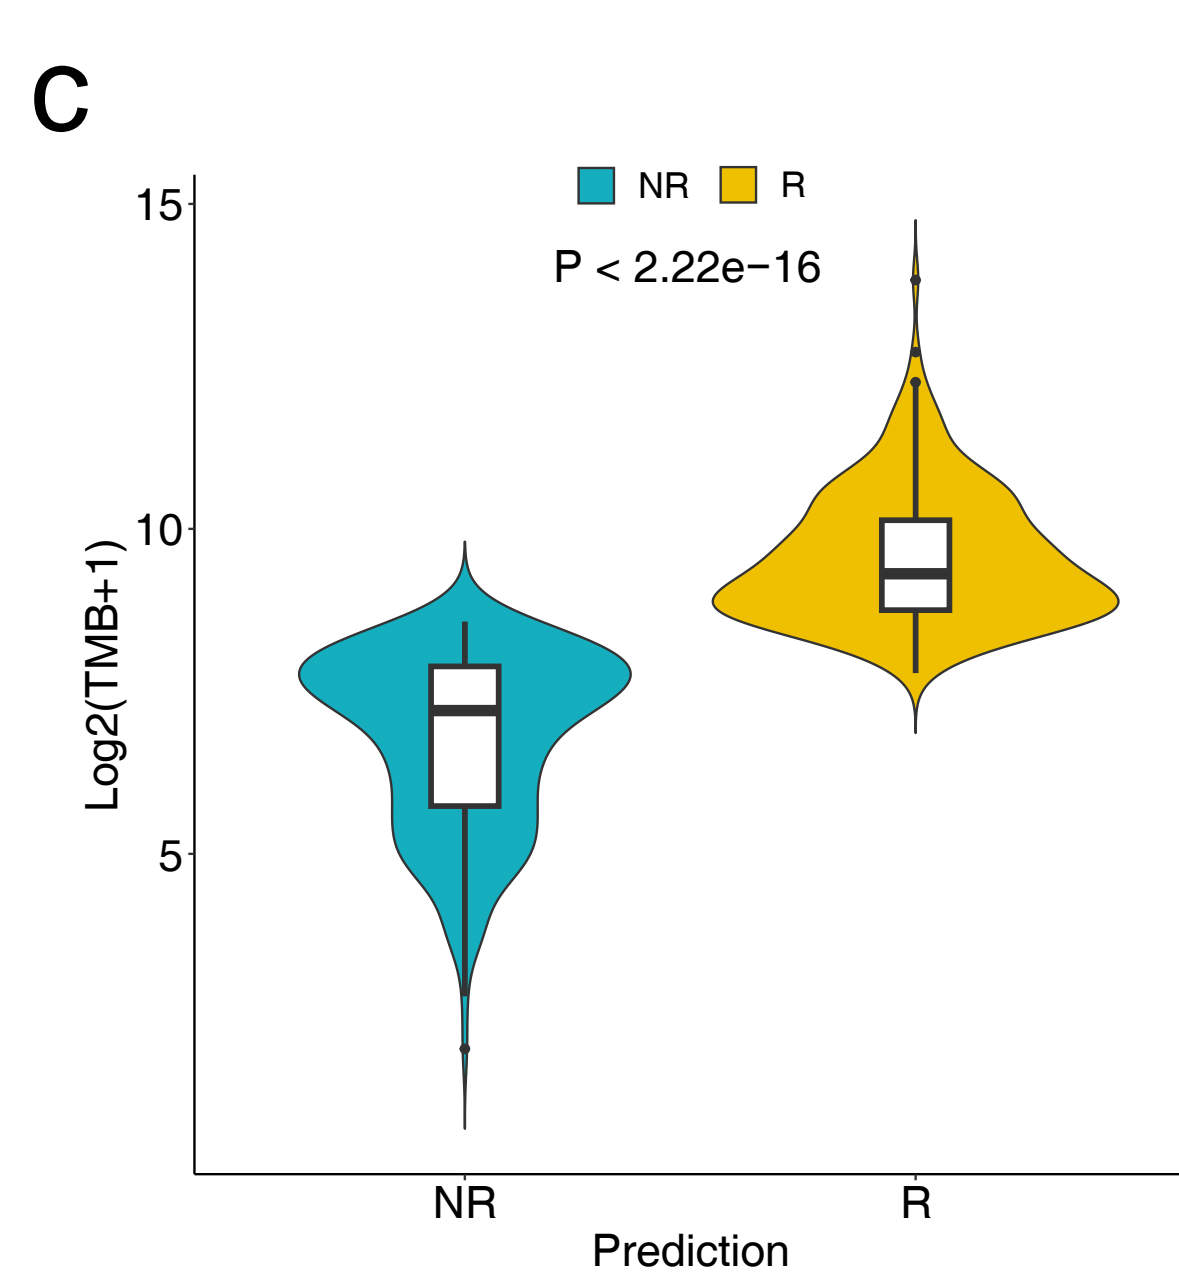 C
NR R
P < 2.22e−16
15
10
5
Log2(TMB+1)
NR R
Prediction